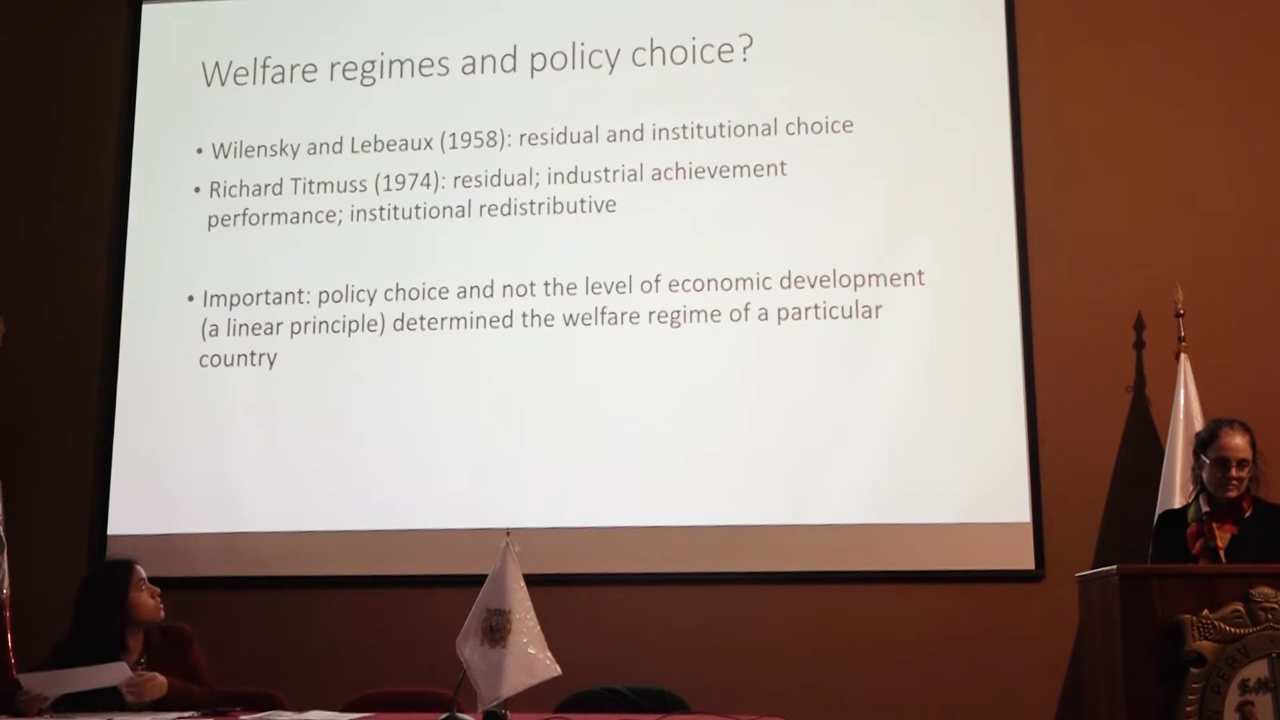 Welfare regimes and policy choice?
• Wilensky and Lebeaux (1958): residual and institutional choice
• Richard Titmuss (1974): residual; industrial achievement
performance; institutional redistributive
• Important: policy choice and not the level of economic development
(a linear principle) determined the welfare regime of a particular
country
PERV